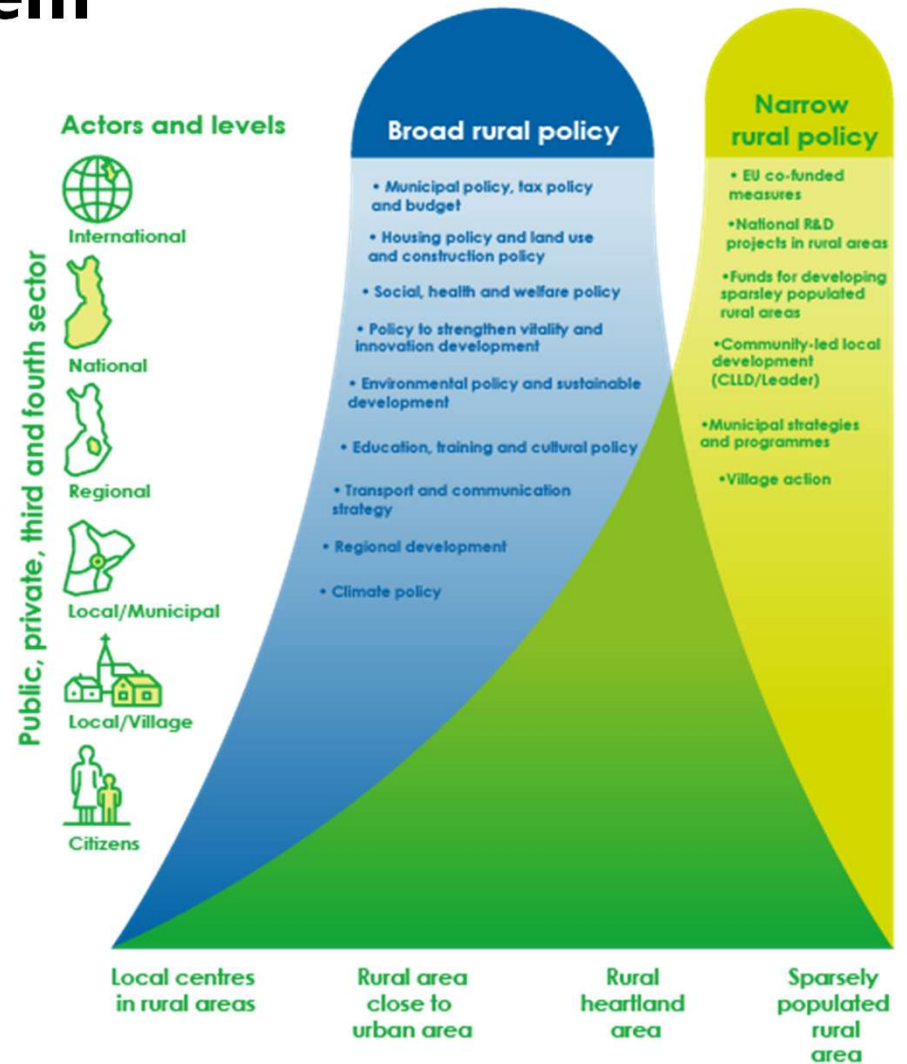 Actors and levels
Public, private, third and fourth sector
International
National
Regional
Local/Municipal
Local/Village
Citizens
Broad rural policy
• Municipal policy, tax policy
and budget
• Housing policy and land use
and construction policy
• Social, health and welfare policy
• Policy to strengthen vitality and
innovation development
• Environmental policy and sustainable
development
• Education, training and cultural policy
• Transport and communication
strategy
• Regional development
• Climate policy
Narrow
rural policy
• EU co-funded
measures
•National R&D
projects in rural areas
•Funds for developing
sparsley populated
rural areas
•Community-led local
development
(CLLD/Leader)
•Municipal strategies
and programmes
•Village action
Local centres
in rural areas
Rural area
close to
urban area
Rural
heartland
area
Sparsely
populated
rural
area